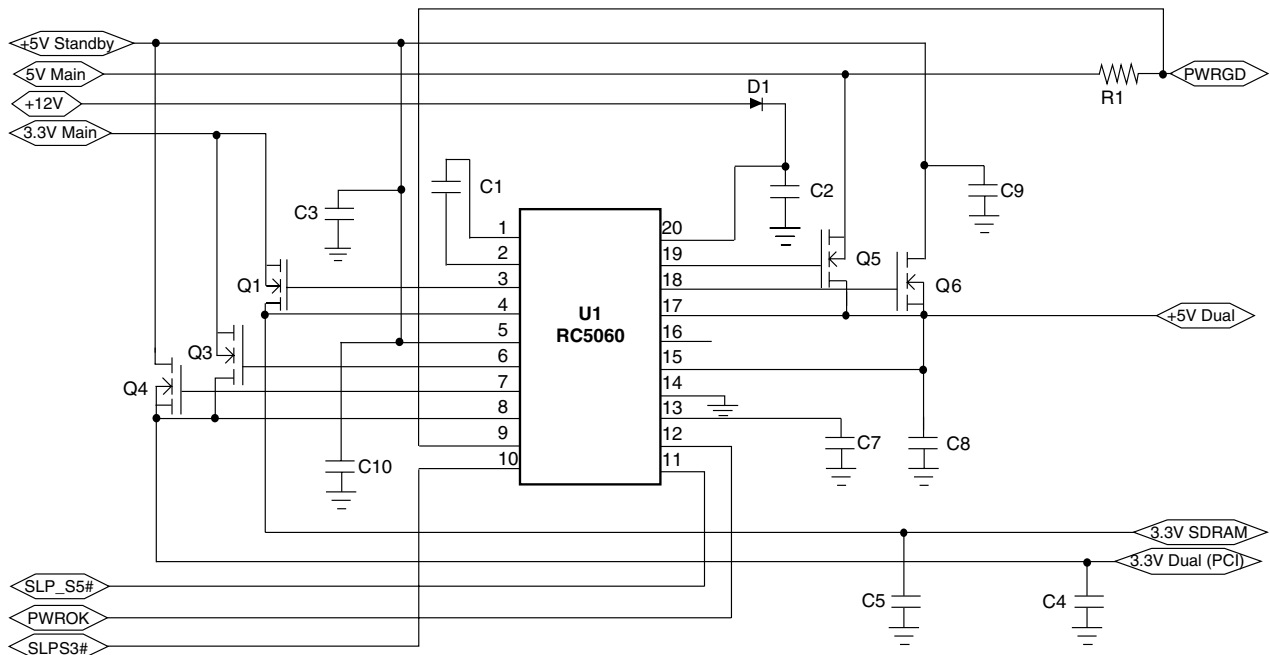 +5V Standby
5V Main
+12V
3.3V Main
D1
R1
PWRGD
C1
C2
C9
C3
1
2
3
4
5
6
7
8
9
10
U1
RC5060
20
19
18
17
16
15
14
13
12
11
Q5
Q6
Q1
Q3
Q4
+5V Dual
C10
C7
C8
3.3V SDRAM
3.3V Dual (PCI)
SLP_S5#
PWROK
SLPS3#
C5
C4